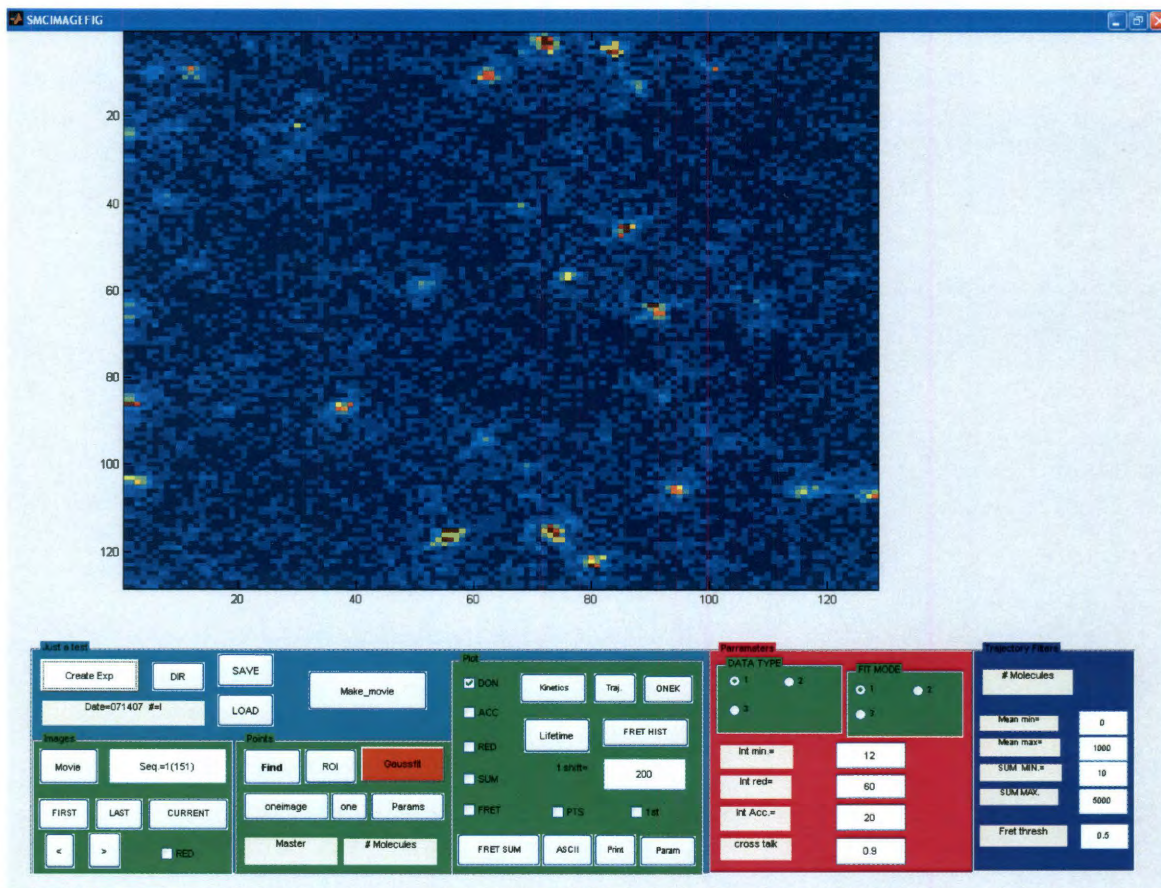 SMCIMAGEFIG
20
40
60
80
100
120
20
40
60
80
100
120
Just a test
Create Exp
DIR
SAVE
LOAD
Make_movie
Date=071407 #=I
Images
Movie
Seq.=1(151)
FIRST
LAST
CURRENT
<
>
RED
Points
Find
ROI
Gaussfit
oneimage
one
Params
Master
# Molecules
Plot
DON
ACC
RED
SUM
FRET
Kinetics
Traj.
ONEK
Lifetime
FRET HIST
1 shift=
200
PTS
1st
FRET SUM
ASCII
Print
Param
Parrameters
DATA TYPE
1
2
3
FIT MODE
1
2
3
Int min.=
12
Int red=
60
Int Acc.=
20
cross talk
0.9
Trajectory Filters
# Molecules
Mean min=
0
Mean max=
1000
SUM MIN.=
10
SUM MAX.
5000
Fret thresh
0.5